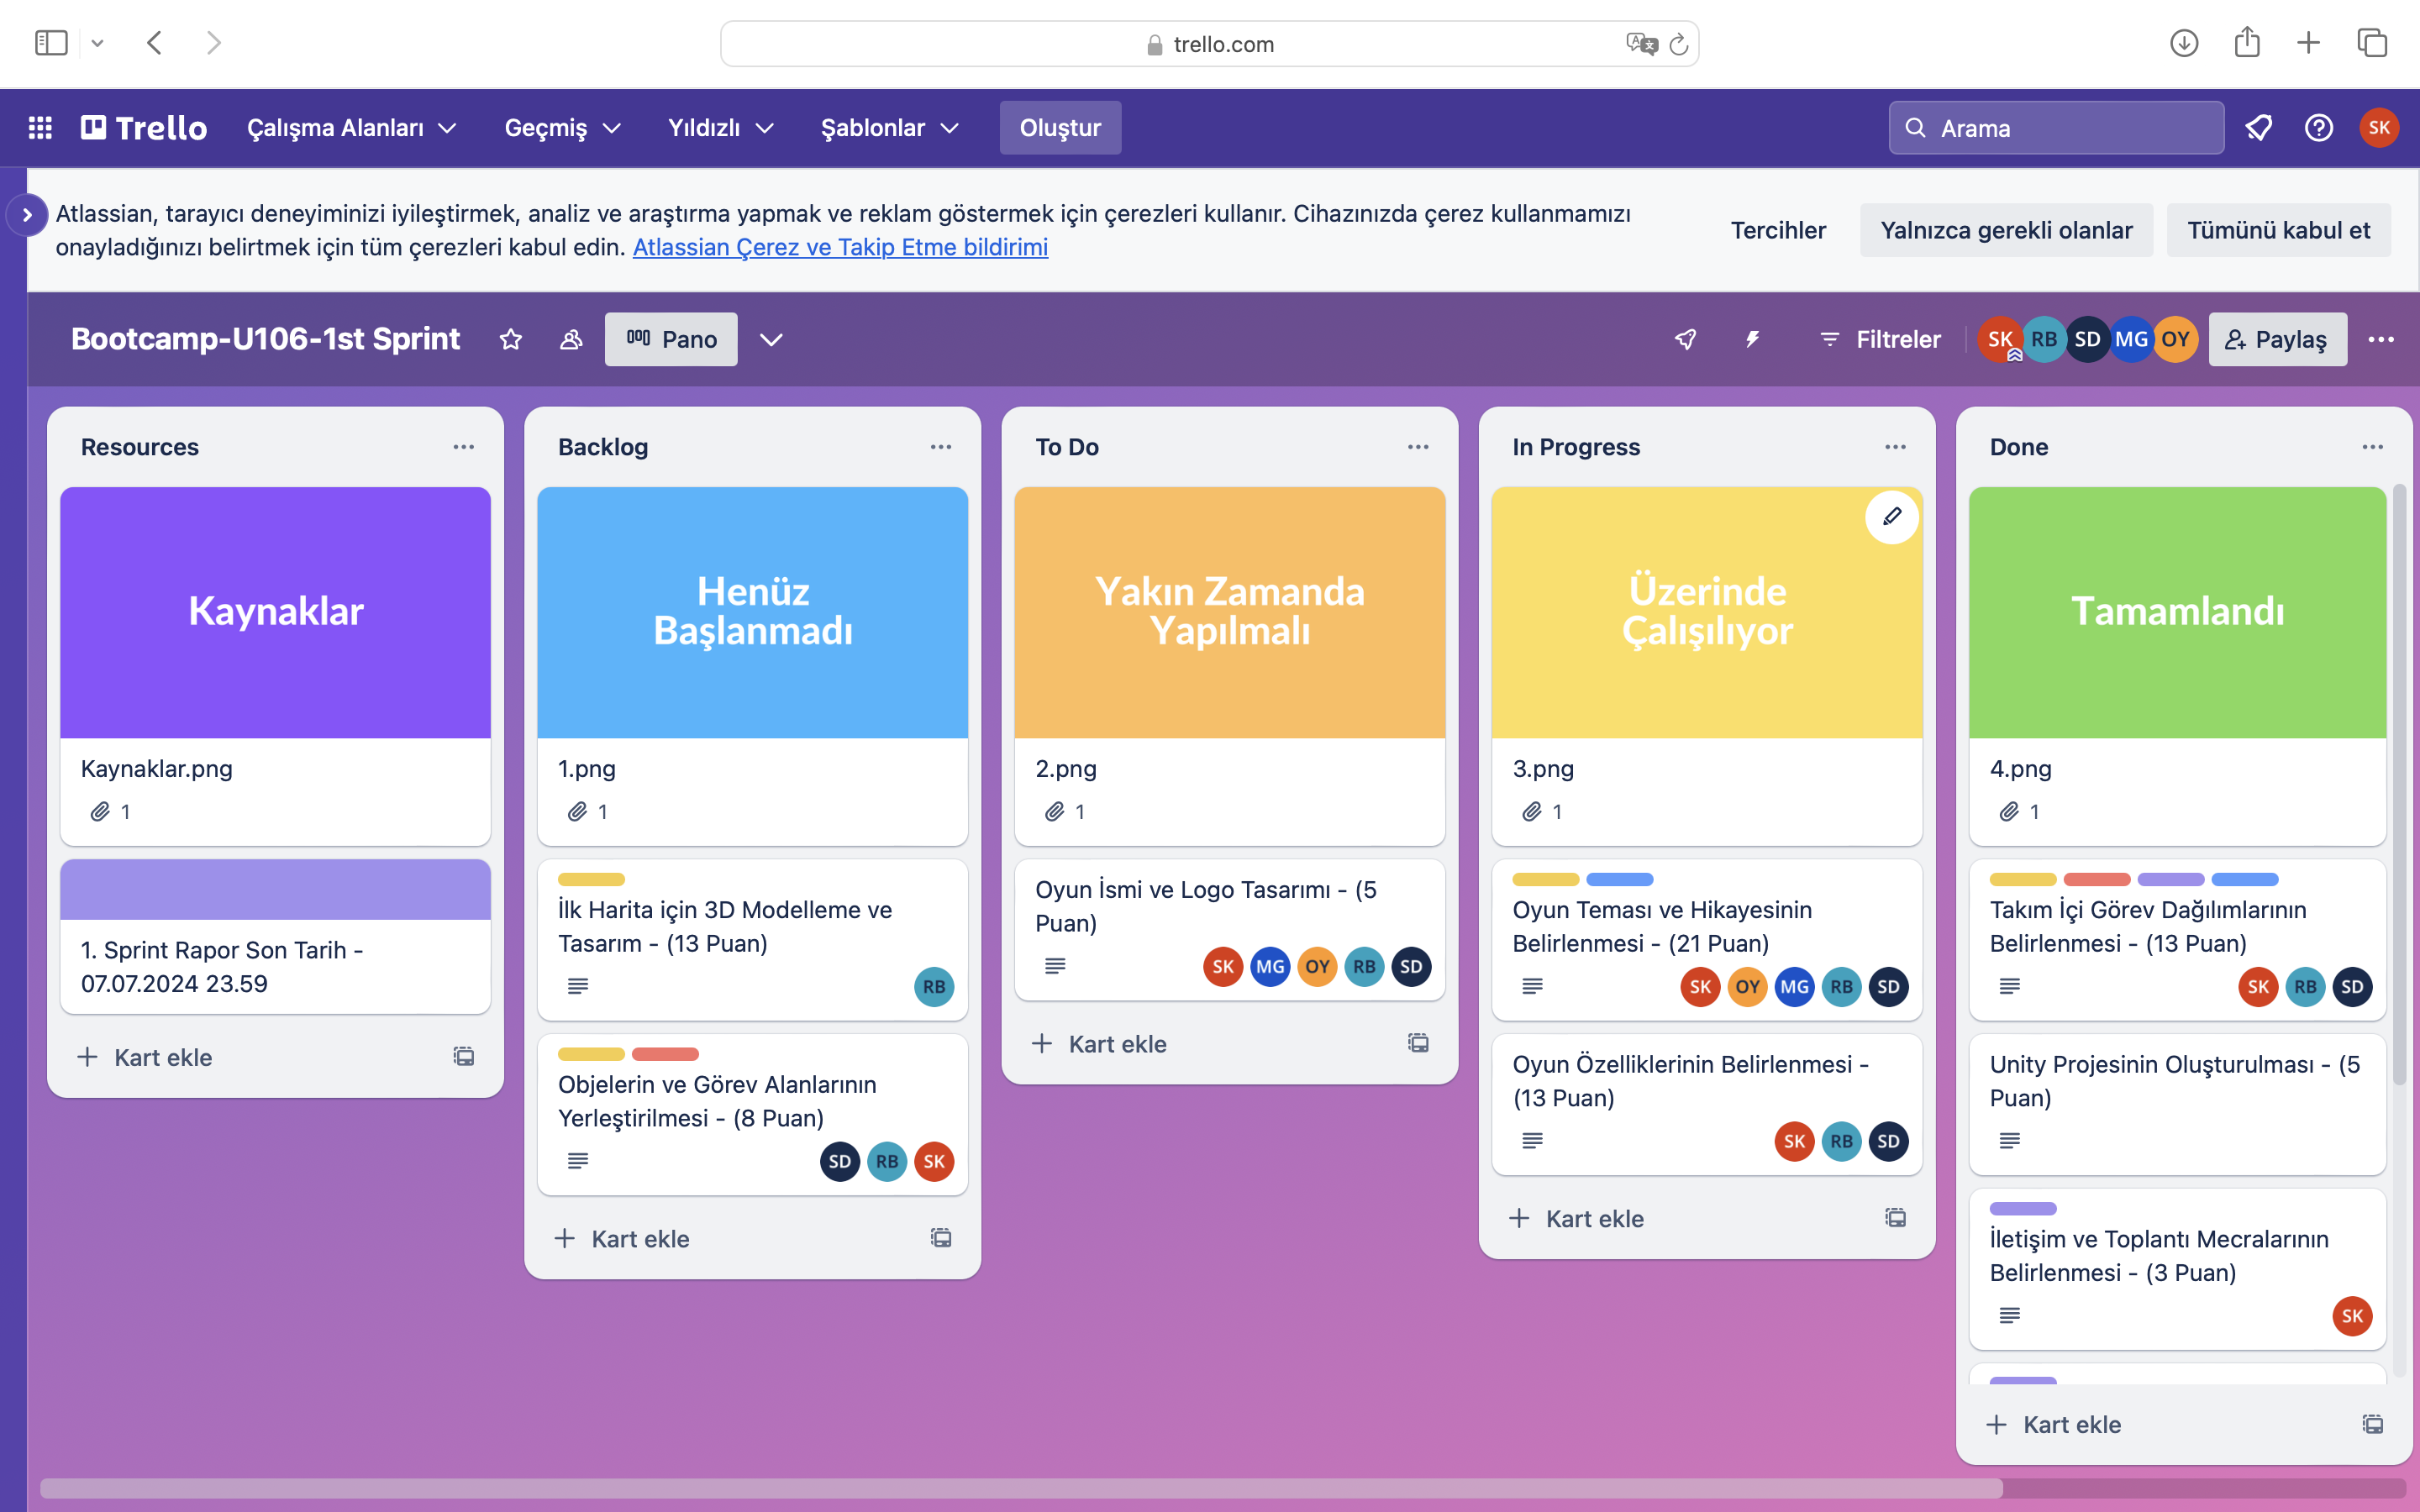 trello.com
Trello
Çalışma Alanları
Geçmiş
Yıldızlı
Şablonlar
Oluştur
Arama
SK
Atlassian, tarayıcı deneyiminizi iyileştirmek, analiz ve araştırma yapmak ve reklam göstermek için çerezleri kullanır. Cihazınızda çerez kullanmamızı
onayladığınızı belirtmek için tüm çerezleri kabul edin. Atlassian Çerez ve Takip Etme bildirimi
Tercihler
Yalnızca gerekli olanlar
Tümünü kabul et
Bootcamp-U106-1st Sprint
Pano
Filtreler
SK RB SD MG OY
Paylaş
Resources
Kaynaklar
Kaynaklar.png
1
1. Sprint Rapor Son Tarih -
07.07.2024 23.59
Kart ekle
Backlog
Henüz
Başlanmadı
1.png
1
İlk Harita için 3D Modelleme ve
Tasarım - (13 Puan)
RB
Objelerin ve Görev Alanlarının
Yerleştirilmesi - (8 Puan)
SD RB SK
Kart ekle
To Do
Yakın Zamanda
Yapılmalı
2.png
1
Oyun İsmi ve Logo Tasarımı - (5
Puan)
SK MG OY RB SD
Kart ekle
In Progress
Üzerinde
Çalışılıyor
3.png
1
Oyun Teması ve Hikayesinin
Belirlenmesi - (21 Puan)
SK OY MG RB SD
Oyun Özelliklerinin Belirlenmesi -
(13 Puan)
SK RB SD
Kart ekle
Done
Tamamlandı
4.png
1
Takım İçi Görev Dağılımlarının
Belirlenmesi - (13 Puan)
SK RB SD
Unity Projesinin Oluşturulması - (5
Puan)
İletişim ve Toplantı Mecralarının
Belirlenmesi - (3 Puan)
SK
Kart ekle